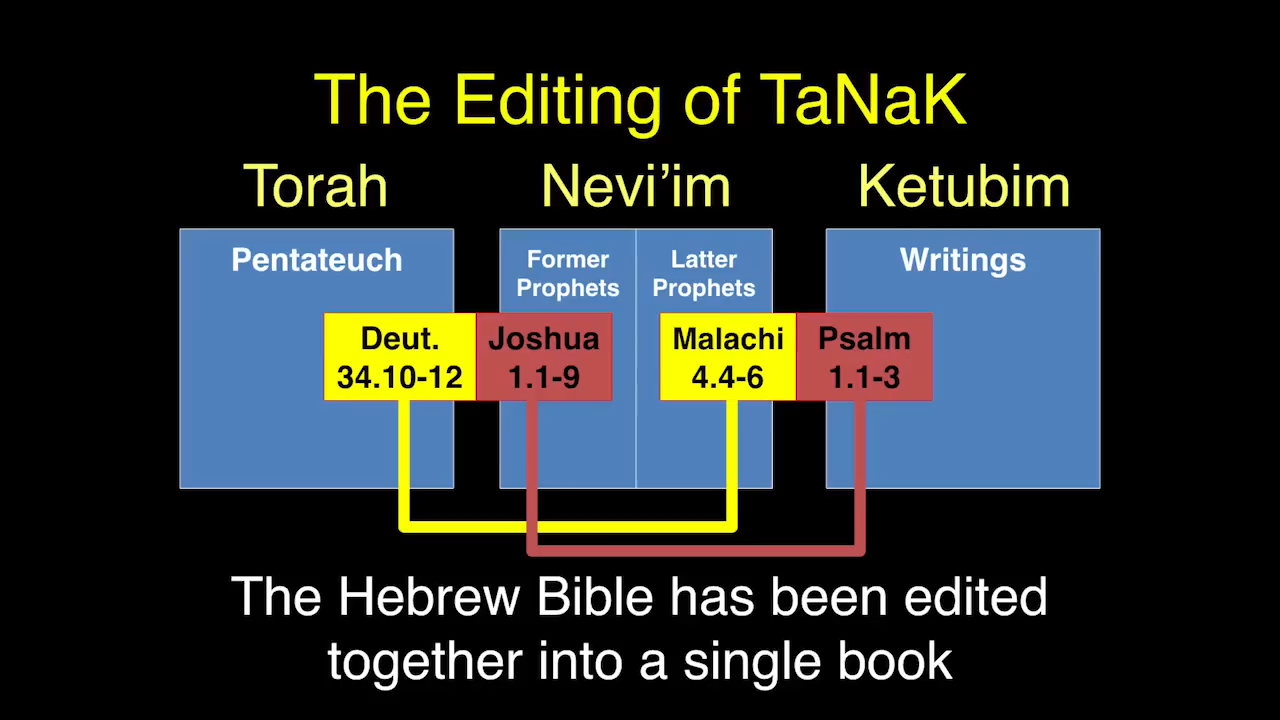 The Editing of TaNaK
Torah
Nevi’im
Ketubim
Pentateuch
Former
Prophets
Latter
Prophets
Writings
Deut.
34.10-12
Joshua
1.1-9
Malachi
4.4-6
Psalm
1.1-3
The Hebrew Bible has been edited
together into a single book